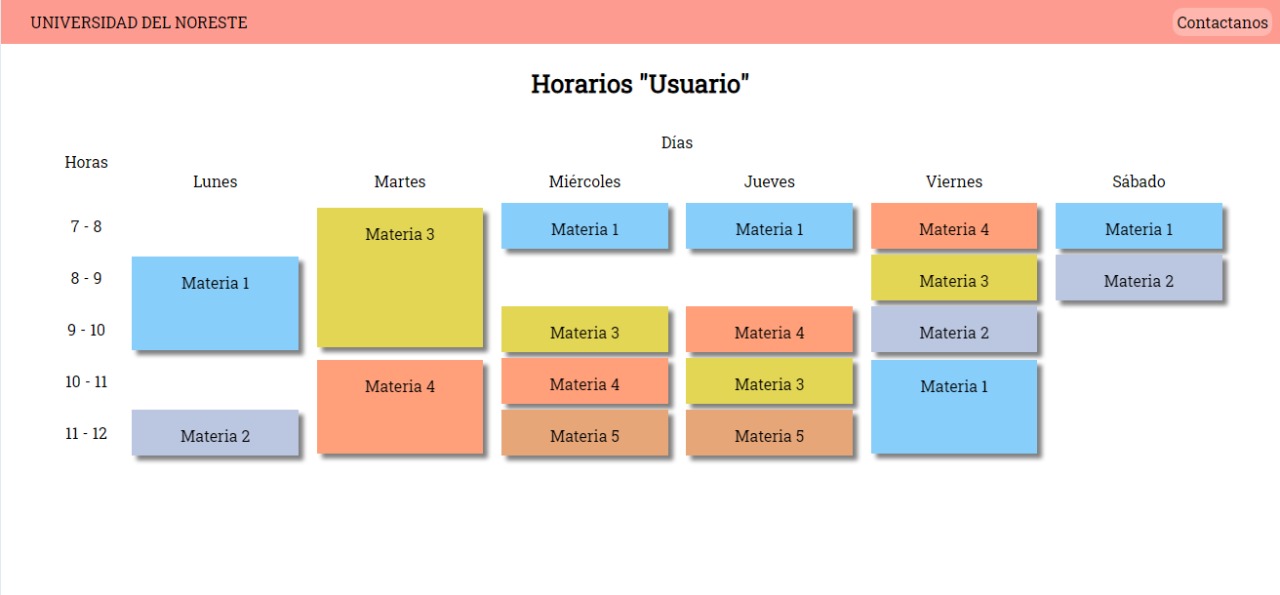 UNIVERSIDAD DEL NORESTE
Contactanos
Horarios "Usuario"
Horas
Días
Lunes Martes Miércoles Jueves Viernes Sábado
7 - 8 Materia 3 Materia 1 Materia 1 Materia 4 Materia 1
8 - 9 Materia 1 Materia 3 Materia 2
9 - 10 Materia 3 Materia 4 Materia 2
10 - 11 Materia 4 Materia 4 Materia 3 Materia 1
11 - 12 Materia 2 Materia 5 Materia 5